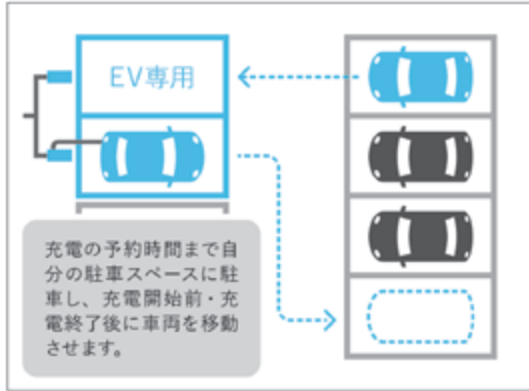 EV専用
充電の予約時間まで自
分の駐車スペースに駐
車し、充電開始前・充
電終了後に車両を移動
させます。